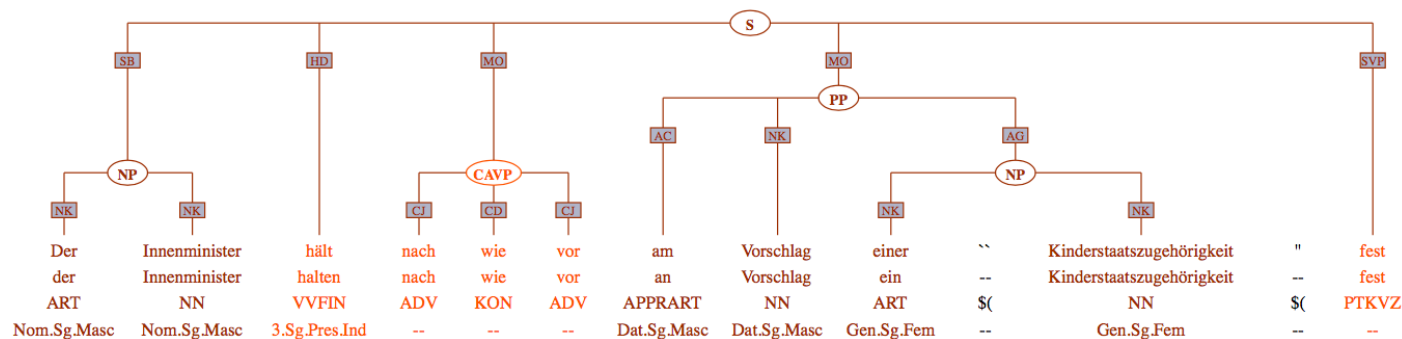 S
SB HD MO MO SVP
PP
AC NK AG
NP CAVP NP
NK NK CJ CD CJ NK NK
Der Innenminister hält nach wie vor am Vorschlag einer `` Kinderstaatszugehörigkeit " fest
der Innenminister halten nach wie vor an Vorschlag ein -- Kinderstaatszugehörigkeit -- fest
ART NN VVFIN ADV KON ADV APPRART NN ART $( NN $( PTKVZ
Nom.Sg.Masc Nom.Sg.Masc 3.Sg.Pres.Ind -- -- -- Dat.Sg.Masc Dat.Sg.Masc Gen.Sg.Fem -- Gen.Sg.Fem -- --